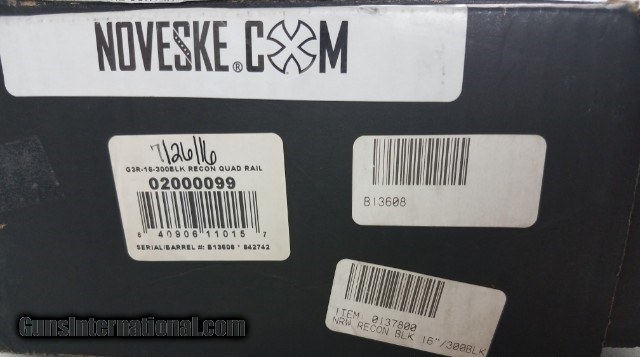 NOVESKE® COM
7/26/16
G3R-16-300BLK RECON QUAD RAIL
02000099
8 40906 11015 7
SERIAL/BARREL #: B13608 * 842742
B13608
ITEM 0137800
NRW RECON BLK 16"/300BLK
GunsInternational.com